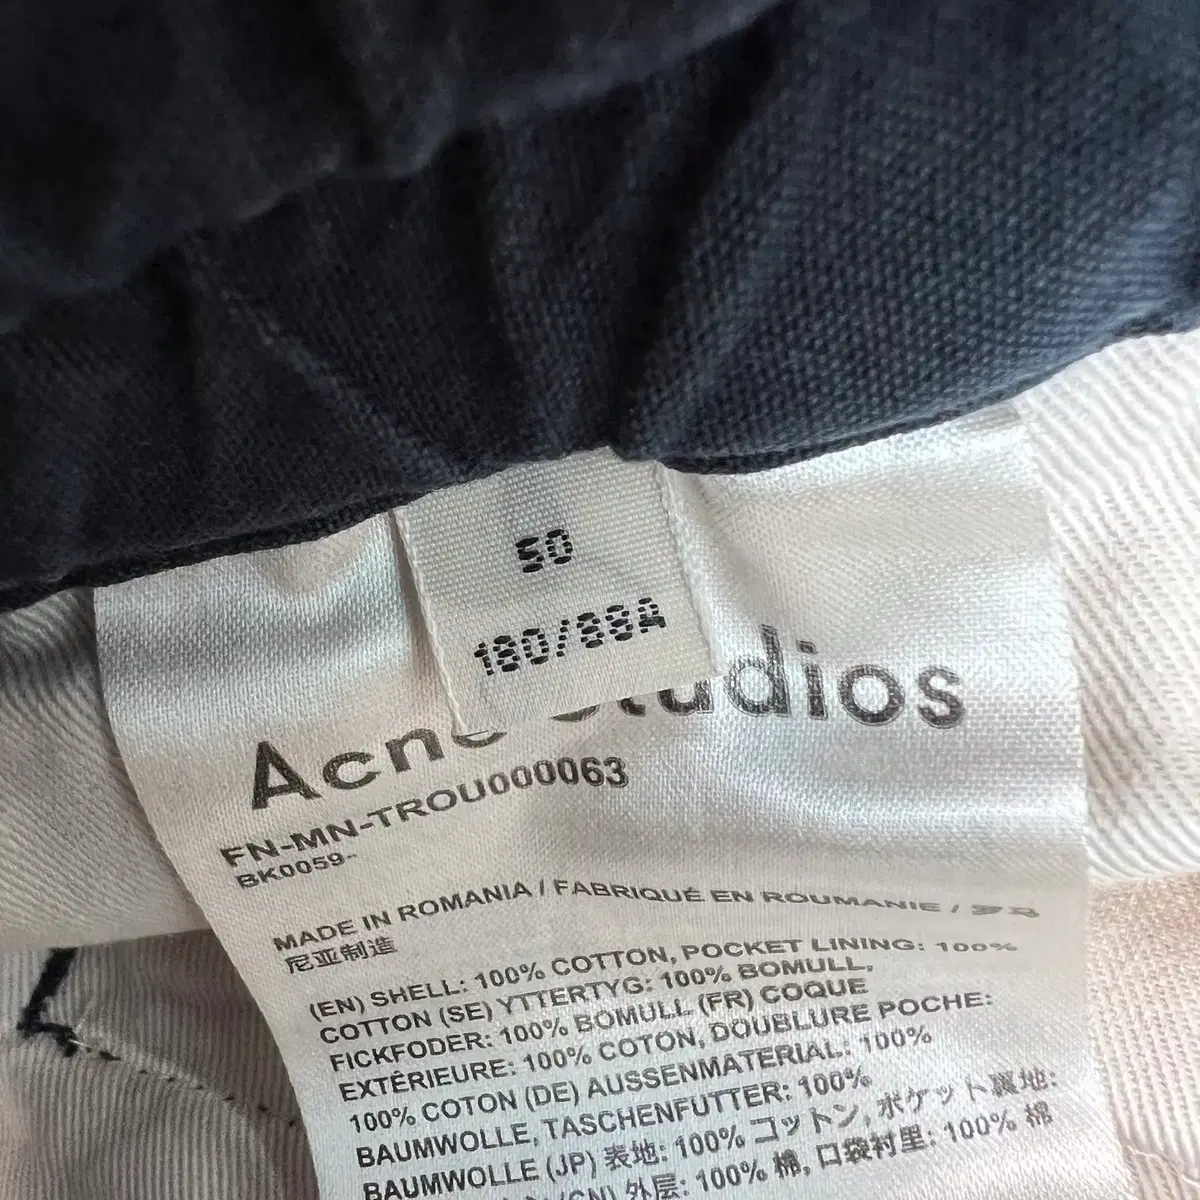 50
180/88A
Acne Studios
FN-MN-TROU000063
BK0059-
MADE IN ROMANIA / FABRIQUÉ EN ROUMANIE / 罗马
尼亚制造
(EN) SHELL: 100% COTTON, POCKET LINING: 100%
COTTON (SE) YTTERTYG: 100% BOMULL,
FICKFODER: 100% BOMULL (FR) COQUE
EXTÉRIEURE: 100% COTON, DOUBLURE POCHE:
100% COTON (DE) AUSSENMATERIAL: 100%
BAUMWOLLE, TASCHENFUTTER: 100%
BAUMWOLLE (JP) 表地: 100% コットン, ポケット裏地:
(CN) 外层: 100% 棉, 口袋衬里: 100% 棉